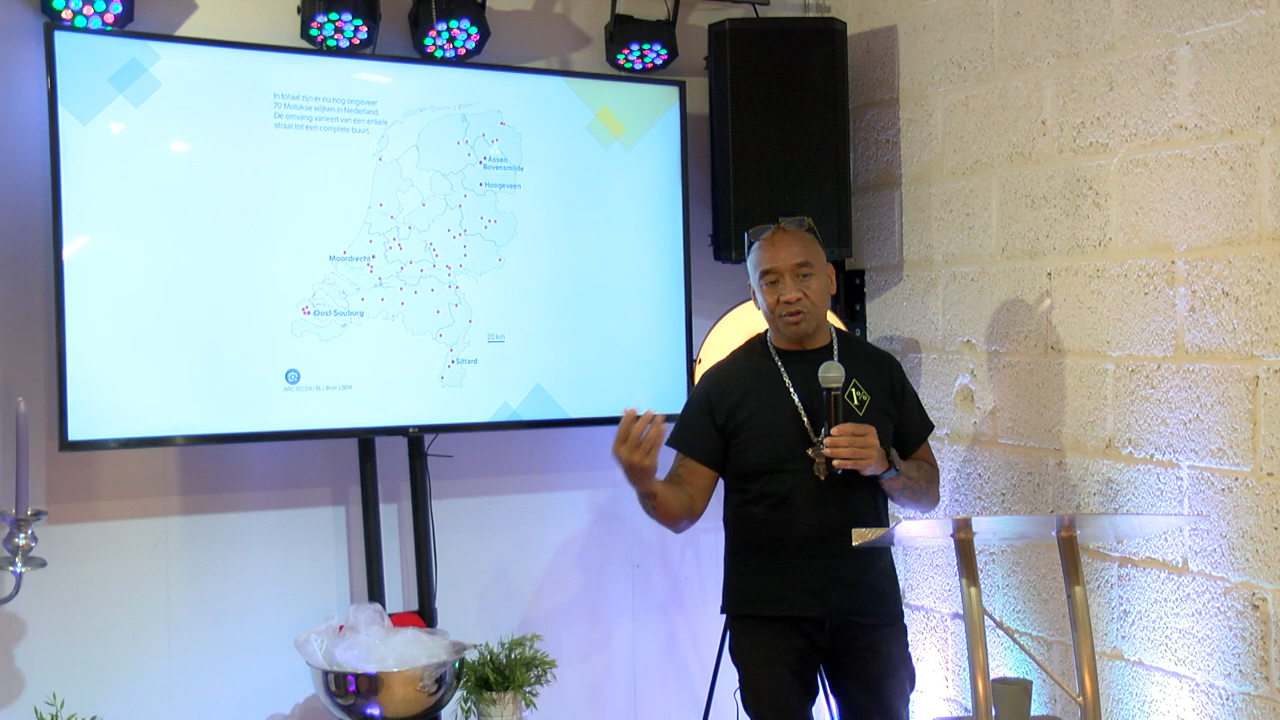 In totaal zijn er nu nog ongeveer
70 Molukse wijken in Nederland.
De omvang varieert van een enkele
straat tot een complete buurt.
Assen
Bovensmilde
Hoogeveen
Moordrecht
Oost-Souburg
20 km
Sittard
1%